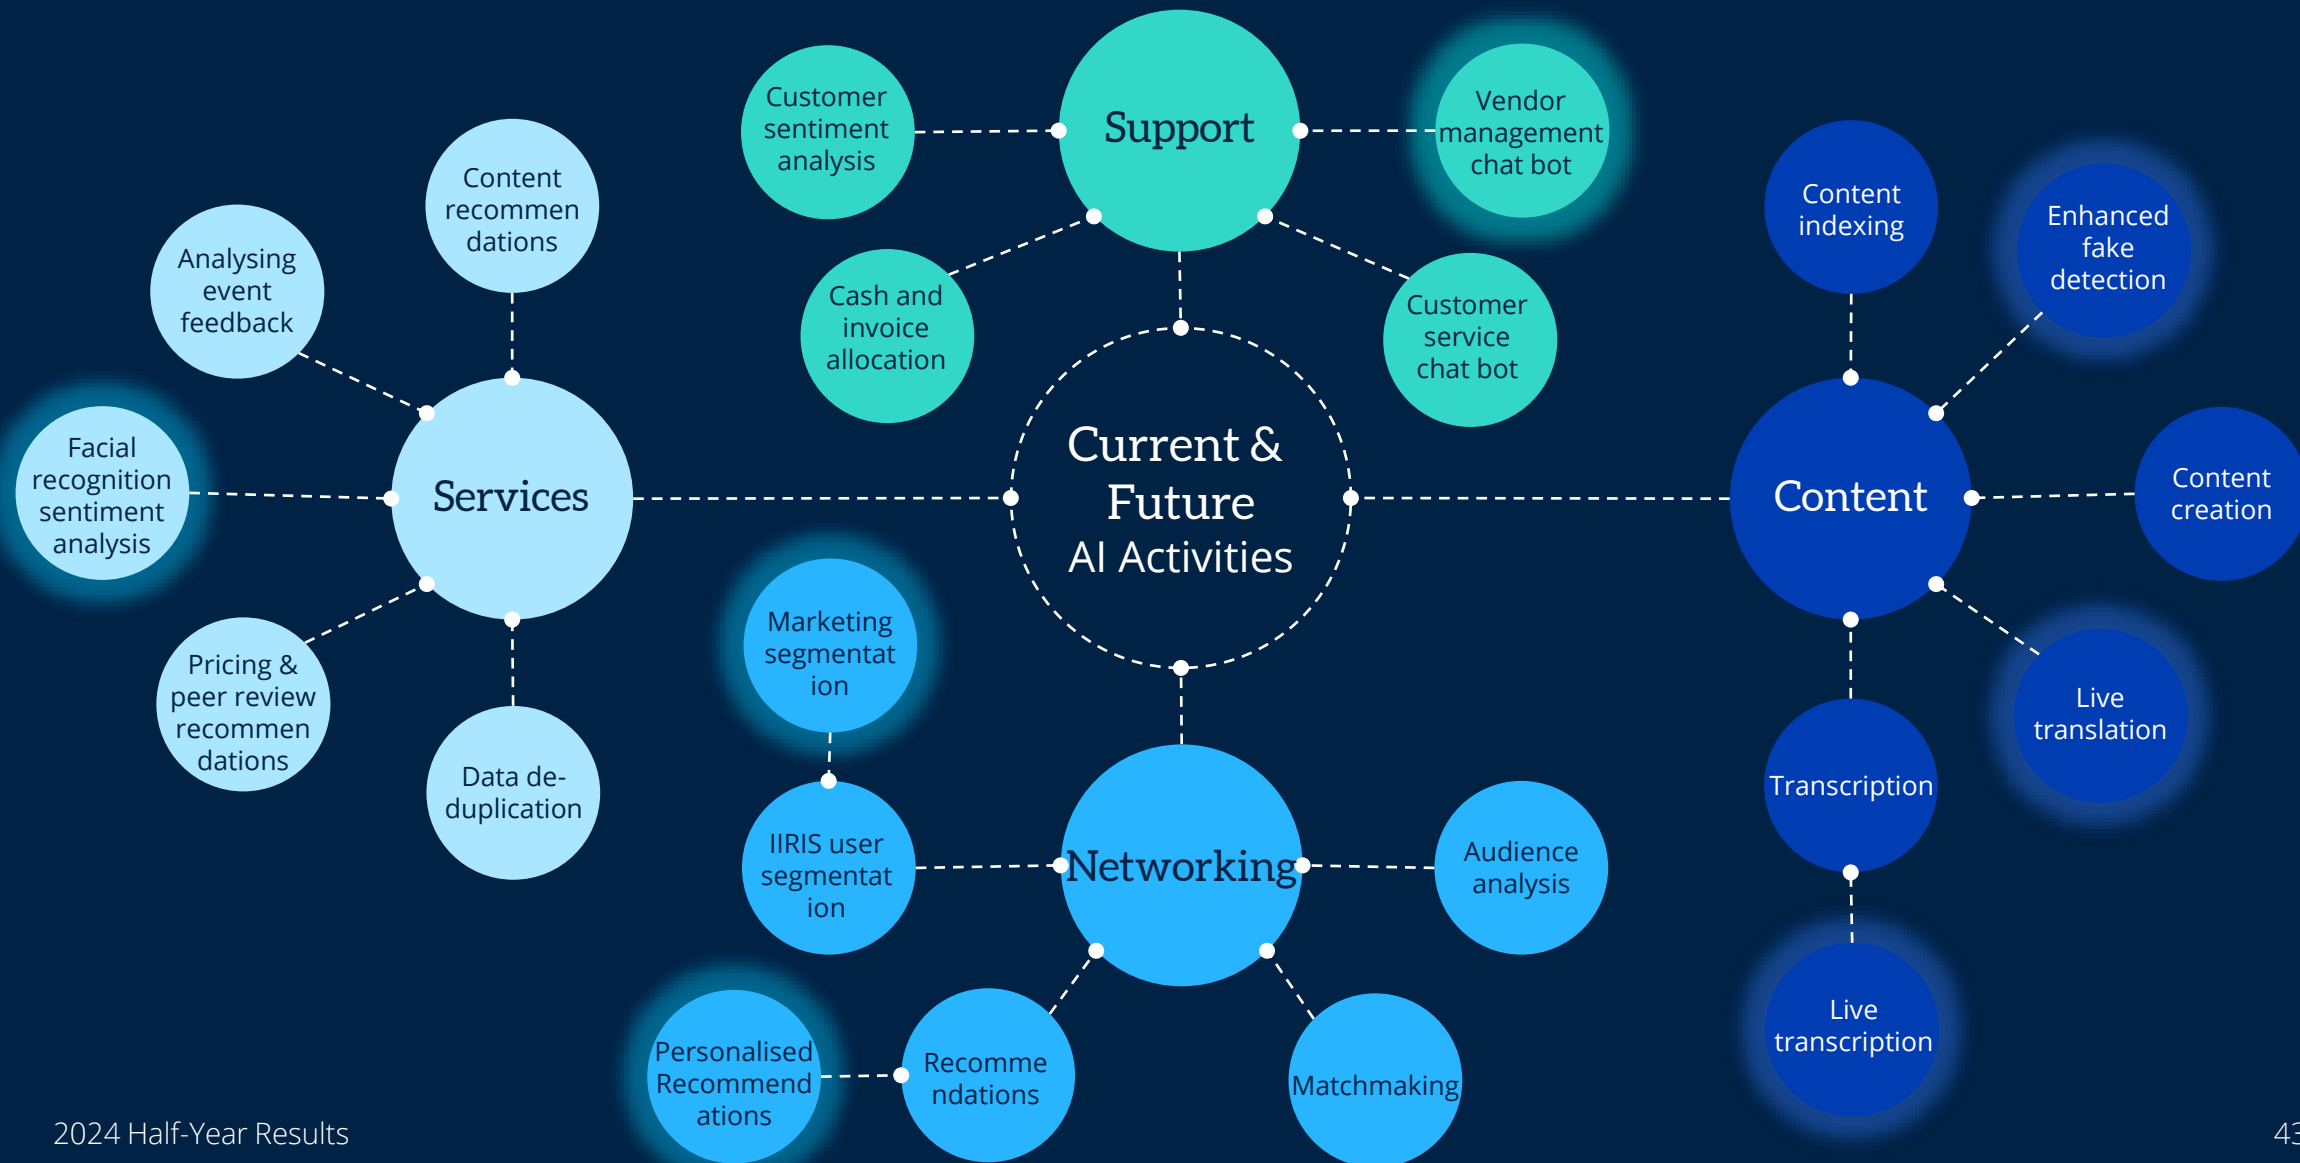 Support
Customer
sentiment
analysis
Vendor
management
chat bot
Cash and
invoice
allocation
Customer
service
chat bot
Content
recommen
dations
Analysing
event
feedback
Facial
recognition
sentiment
analysis
Services
Pricing &
peer review
recommen
dations
Data de-
duplication
Current &
Future
AI Activities
Content
indexing
Enhanced
fake
detection
Content
Content
creation
Live
translation
Transcription
Live
transcription
Marketing
segmentat
ion
IIRIS user
segmentat
ion
Networking
Audience
analysis
Personalised
Recommend
ations
Recomme
ndations
Matchmaking
2024 Half-Year Results
43